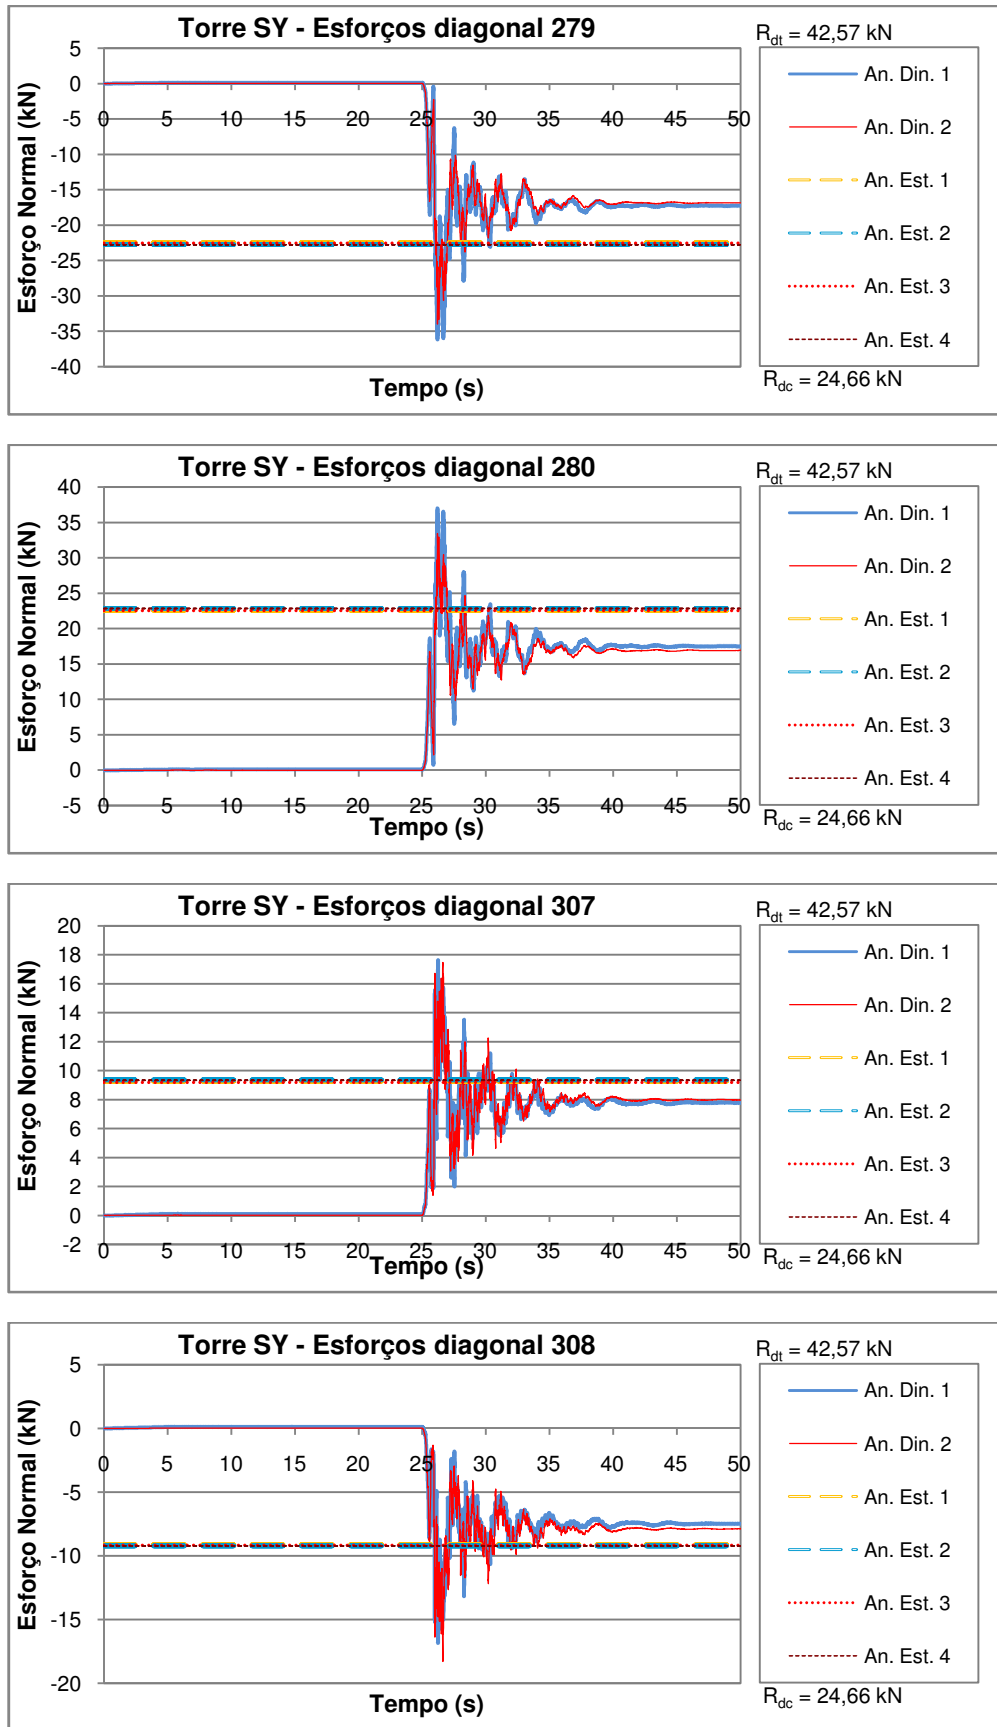 Torre SY - Esforços diagonal 279
R_dt = 42,57 kN
Esforço Normal (kN)
5
0
-5
-10
-15
-20
-25
-30
-35
-40
0 5 10 15 20 25 30 35 40 45 50
Tempo (s)
An. Din. 1
An. Din. 2
An. Est. 1
An. Est. 2
An. Est. 3
An. Est. 4
R_dc = 24,66 kN
Torre SY - Esforços diagonal 280
R_dt = 42,57 kN
Esforço Normal (kN)
40
35
30
25
20
15
10
5
0
-5
0 5 10 15 20 25 30 35 40 45 50
Tempo (s)
An. Din. 1
An. Din. 2
An. Est. 1
An. Est. 2
An. Est. 3
An. Est. 4
R_dc = 24,66 kN
Torre SY - Esforços diagonal 307
R_dt = 42,57 kN
Esforço Normal (kN)
20
18
16
14
12
10
8
6
4
2
0
-2
0 5 10 15 20 25 30 35 40 45 50
Tempo (s)
An. Din. 1
An. Din. 2
An. Est. 1
An. Est. 2
An. Est. 3
An. Est. 4
R_dc = 24,66 kN
Torre SY - Esforços diagonal 308
R_dt = 42,57 kN
Esforço Normal (kN)
5
0
-5
-10
-15
-20
0 5 10 15 20 25 30 35 40 45 50
Tempo (s)
An. Din. 1
An. Din. 2
An. Est. 1
An. Est. 2
An. Est. 3
An. Est. 4
R_dc = 24,66 kN